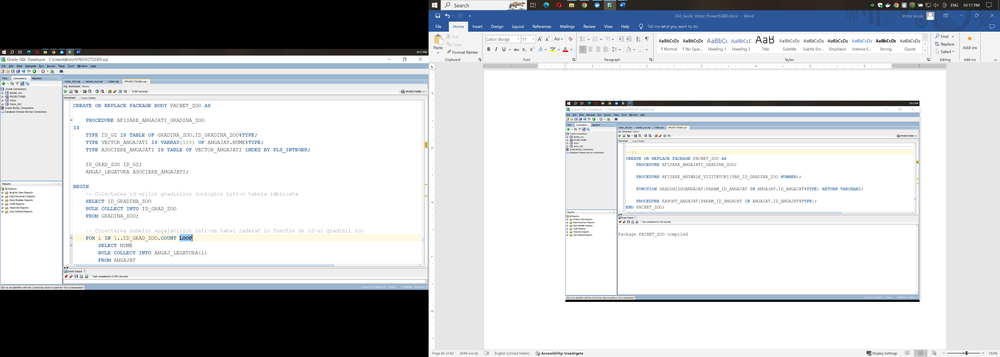 10:17 PM
Oracle SQL Developer : C:\Users\Victor\PROIECTSGBD.sql
File Edit View Navigate Run Source Team Tools Window Help
Files Connections Migration
Oracle Connections
docker_sys
PROIECTSGBD
Victor
Victor_242
Oracle NoSQL Connections
Database Schema Service Connections
Reports
All Reports
Analytic View Reports
Data Dictionary Reports
Data Modeler Reports
OLAP Reports
TimesTen Reports
User Defined Reports
Victor_242.sql docker_sys.sql Victor.sql PROIECTSGBD.sql
SQL Worksheet History
0.097 seconds PROIECTSGBD
Worksheet Query Builder
CREATE OR REPLACE PACKAGE BODY PACHET_ZOO AS
PROCEDURE AFISARE_ANGAJATI_GRADINA_ZOO
IS
TYPE ID_GZ IS TABLE OF GRADINA_ZOO.ID_GRADINA_ZOO%TYPE;
TYPE VECTOR_ANGAJATI IS VARRAY(100) OF ANGAJAT.NUME%TYPE;
TYPE ASOCIERE_ANGAJATI IS TABLE OF VECTOR_ANGAJATI INDEX BY PLS_INTEGER;
ID_GRAD_ZOO ID_GZ;
ANGAJ_LEGATURA ASOCIERE_ANGAJATI;
BEGIN
-- Colectarea id-urilor gradinilor zoologice intr-o tabela imbricata
SELECT ID_GRADINA_ZOO
BULK COLLECT INTO ID_GRAD_ZOO
FROM GRADINA_ZOO;
-- Colectarea numelor angajatiilor intr-un tabel indexat in functie de id-ul gradinii zoo
FOR i IN 1..ID_GRAD_ZOO.COUNT LOOP
SELECT NUME
BULK COLLECT INTO ANGAJ_LEGATURA(i)
FROM ANGAJAT
Script Output x
Task completed in 0.097 seconds
Click on an identifier with the Control key down to perform "Go to Declaration"
Line 1101 Column 39 Insert Modified Windows: Cl
Search
ENG 10:17 PM
242_Iacob_Victor_ProiectSGBD.docx - Word
Victor Iacob
File Home Insert Design Layout References Mailings Review View Help Tell me what you want to do
Paste
Cut
Copy
Format Painter
Clipboard
Calibri (Body) 11
Font
Paragraph
AaBbCcDc AaBbCcDc AaBbCc AaBbCcE AaB AaBbCcDc AaBbCcDa AaBbCcDa AaBbCcDa AaBbCcDc AaBbCcDa
¶ Normal ¶ No Spac... Heading 1 Heading 2 Title Subtitle Subtle Em... Emphasis Intense E... Strong Quote
Styles
Find
Replace
Select
Editing
Add-ins
Add-ins
1 1 2 3 4 5 6 7
4
5
6
7
8
10:12 PM
Oracle SQL Developer : C:\Users\Victor\PROIECTSGBD.sql
File Edit View Navigate Run Source Team Tools Window Help
Files Connections Migration
Oracle Connections
docker_sys
PROIECTSGBD
Victor
Victor_242
Oracle NoSQL Connections
Database Schema Service Connections
Reports
All Reports
Analytic View Reports
Data Dictionary Reports
Data Modeler Reports
OLAP Reports
TimesTen Reports
User Defined Reports
Victor_242.sql docker_sys.sql Victor.sql PROIECTSGBD.sql
SQL Worksheet History
PROIECTSGBD
Worksheet Query Builder
--13
CREATE OR REPLACE PACKAGE PACHET_ZOO AS
PROCEDURE AFISARE_ANGAJATI_GRADINA_ZOO;
PROCEDURE AFISARE_ANIMALE_VIZITATORI(VAR_ID_GRADINA_ZOO NUMBER);
FUNCTION GRADINIZOOANGAJAT(PARAM_ID_ANGAJAT IN ANGAJAT.ID_ANGAJAT%TYPE) RETURN VARCHAR2;
PROCEDURE RAPORT_ANGAJAT(PARAM_ID_ANGAJAT IN ANGAJAT.ID_ANGAJAT%TYPE);
END PACHET_ZOO;
Script Output x
Task completed in 0.166 seconds
Package PACHET_ZOO compiled
Click on an identifier with the Control key down to perform "Go to Declaration"
Line 1071 Column 5 Insert Modified Windows: Cl
Page 42 of 42 3043 words English (United States) Accessibility: Investigate
Display Settings 169%